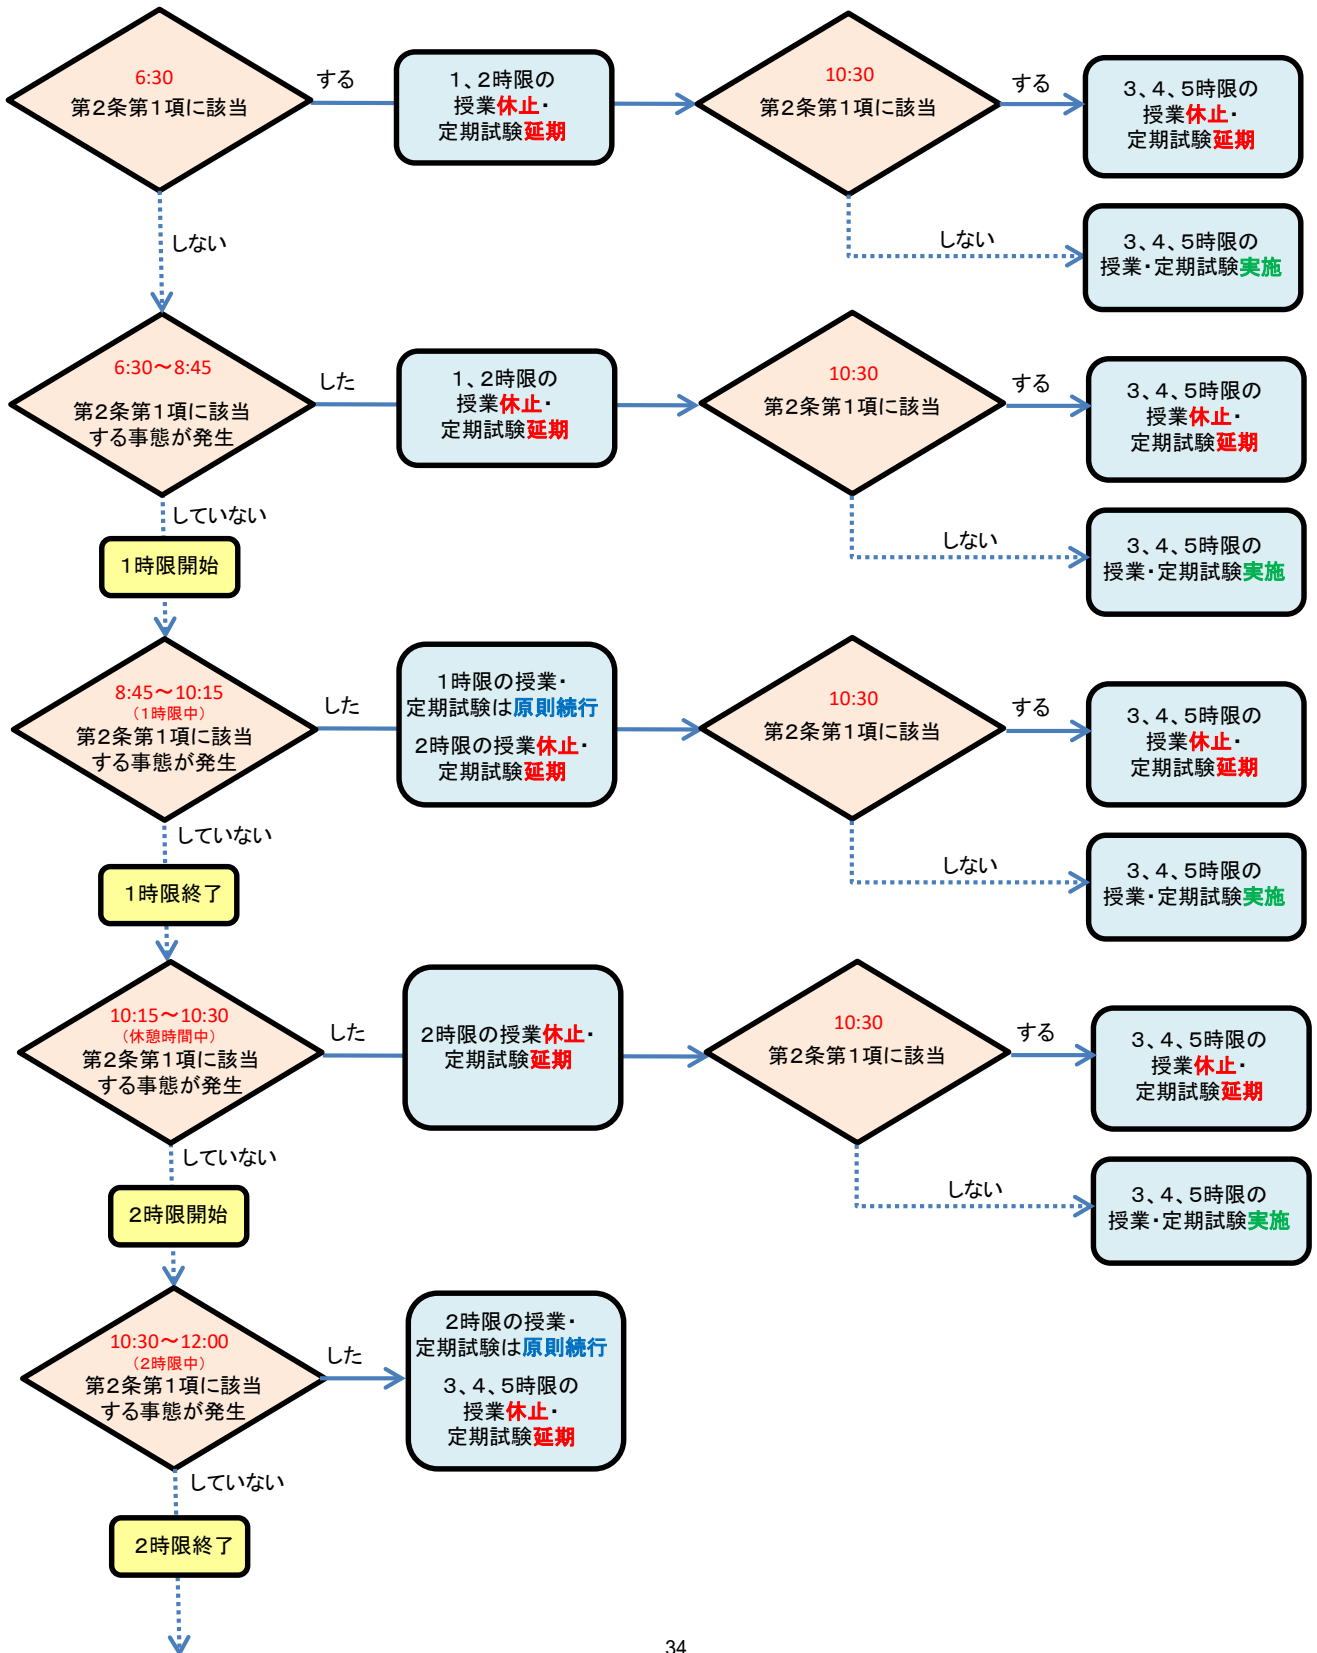 6:30
第2条第1項に該当
する
1、2時限の
授業休止・
定期試験延期
10:30
第2条第1項に該当
する
3、4、5時限の
授業休止・
定期試験延期
しない
しない
3、4、5時限の
授業・定期試験実施
6:30～8:45
第2条第1項に該当
する事態が発生
した
1、2時限の
授業休止・
定期試験延期
10:30
第2条第1項に該当
する
3、4、5時限の
授業休止・
定期試験延期
していない
しない
3、4、5時限の
授業・定期試験実施
1時限開始
8:45～10:15
（1時限中）
第2条第1項に該当
する事態が発生
した
1時限の授業・
定期試験は原則続行
2時限の授業休止・
定期試験延期
10:30
第2条第1項に該当
する
3、4、5時限の
授業休止・
定期試験延期
していない
しない
3、4、5時限の
授業・定期試験実施
1時限終了
10:15～10:30
（休憩時間中）
第2条第1項に該当
する事態が発生
した
2時限の授業休止・
定期試験延期
10:30
第2条第1項に該当
する
3、4、5時限の
授業休止・
定期試験延期
していない
しない
3、4、5時限の
授業・定期試験実施
2時限開始
10:30～12:00
（2時限中）
第2条第1項に該当
する事態が発生
した
2時限の授業・
定期試験は原則続行
3、4、5時限の
授業休止・
定期試験延期
していない
2時限終了
34